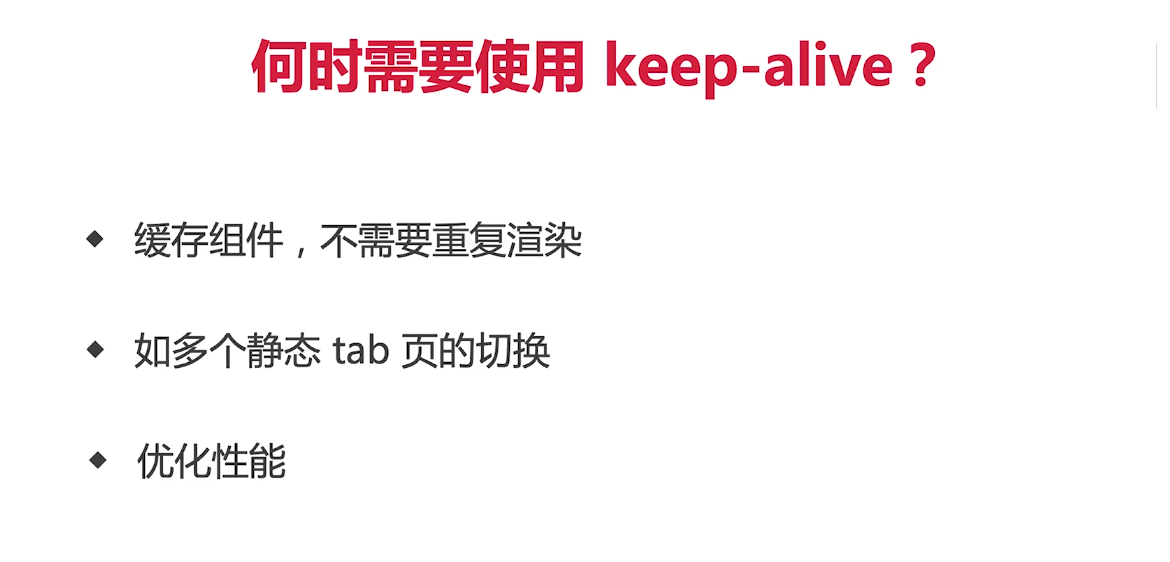 何时需要使用 keep-alive？
◆ 缓存组件，不需要重复渲染
◆ 如多个静态 tab 页的切换
◆ 优化性能